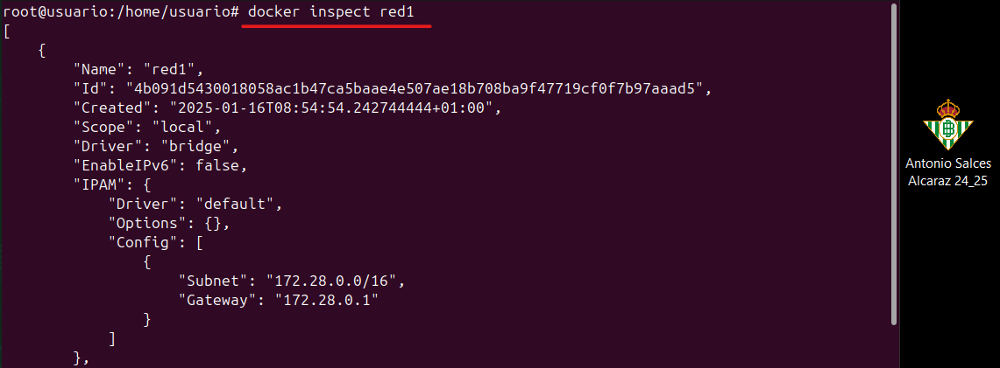 root@usuario:/home/usuario# docker inspect red1
[
    {
        "Name": "red1",
        "Id": "4b091d5430018058ac1b47ca5baae4e507ae18b708ba9f47719cf0f7b97aaad5",
        "Created": "2025-01-16T08:54:54.242744444+01:00",
        "Scope": "local",
        "Driver": "bridge",
        "EnableIPv6": false,
        "IPAM": {
            "Driver": "default",
            "Options": {},
            "Config": [
                {
                    "Subnet": "172.28.0.0/16",
                    "Gateway": "172.28.0.1"
                }
            ]
        },
Antonio Salces
Alcaraz 24_25